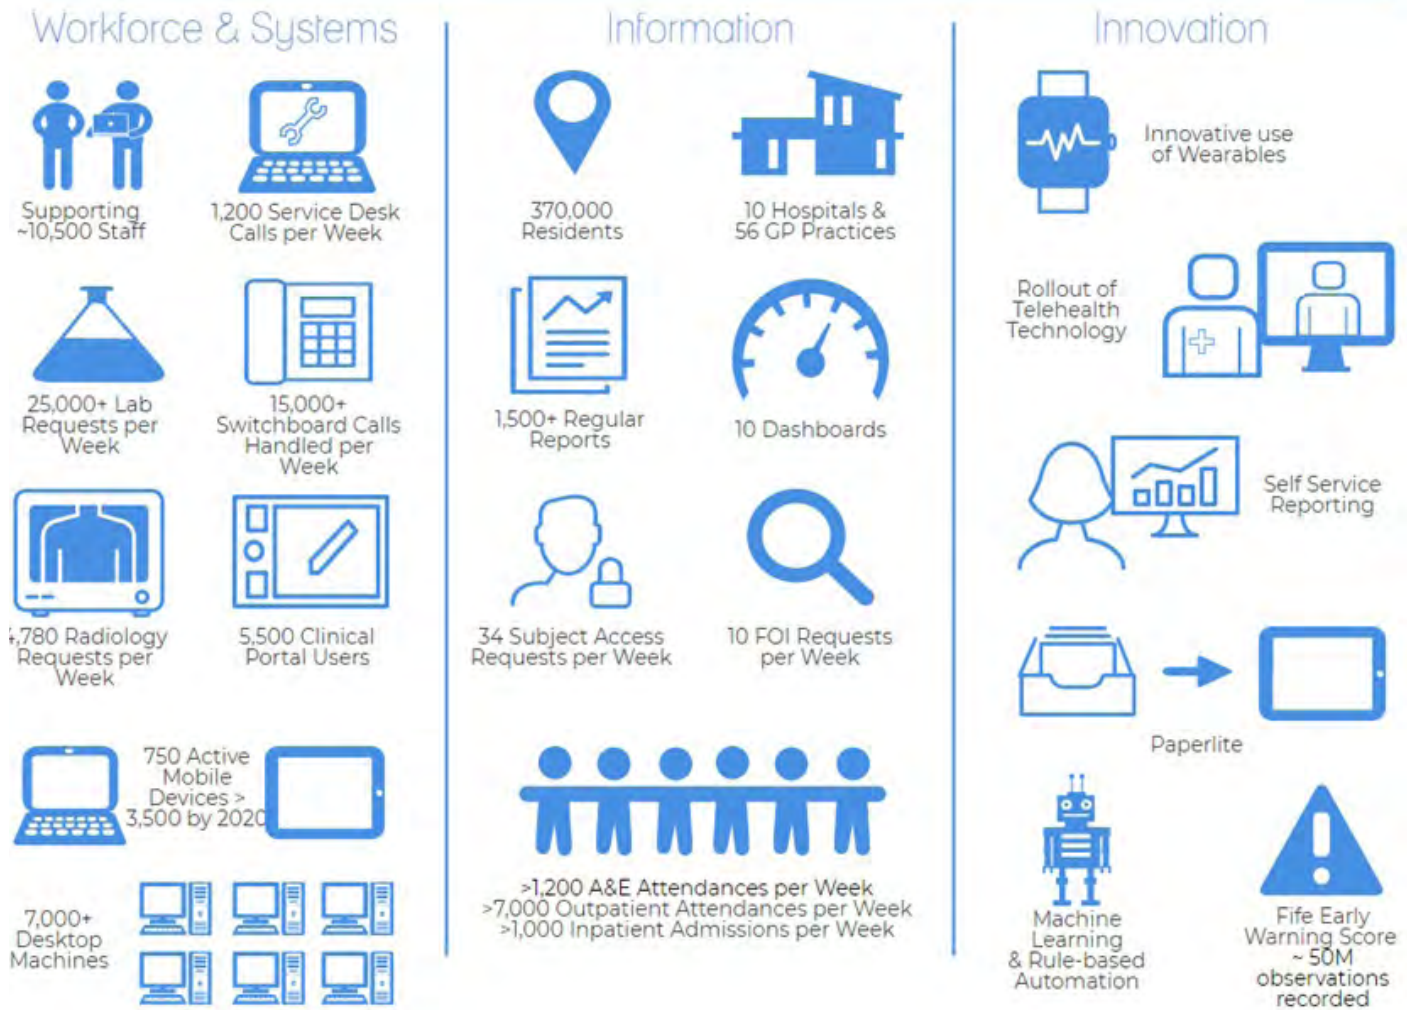 Workforce & Systems
Supporting
~10,500 Staff
1,200 Service Desk
Calls per Week
25,000+ Lab
Requests per
Week
15,000+
Switchboard Calls
Handled per
Week
,780 Radiology
Requests per
Week
5,500 Clinical
Portal Users
750 Active
Mobile
Devices >
3,500 by 2020
7,000+
Desktop
Machines
Information
370,000
Residents
10 Hospitals &
56 GP Practices
1,500+ Regular
Reports
10 Dashboards
34 Subject Access
Requests per Week
10 FOI Requests
per Week
>1,200 A&E Attendances per Week
>7,000 Outpatient Attendances per Week
>1,000 Inpatient Admissions per Week
Innovation
Innovative use
of Wearables
Rollout of
Telehealth
Technology
Self Service
Reporting
Paperlite
Machine
Learning
& Rule-based
Automation
Fife Early
Warning Score
~ 50M
observations
recorded